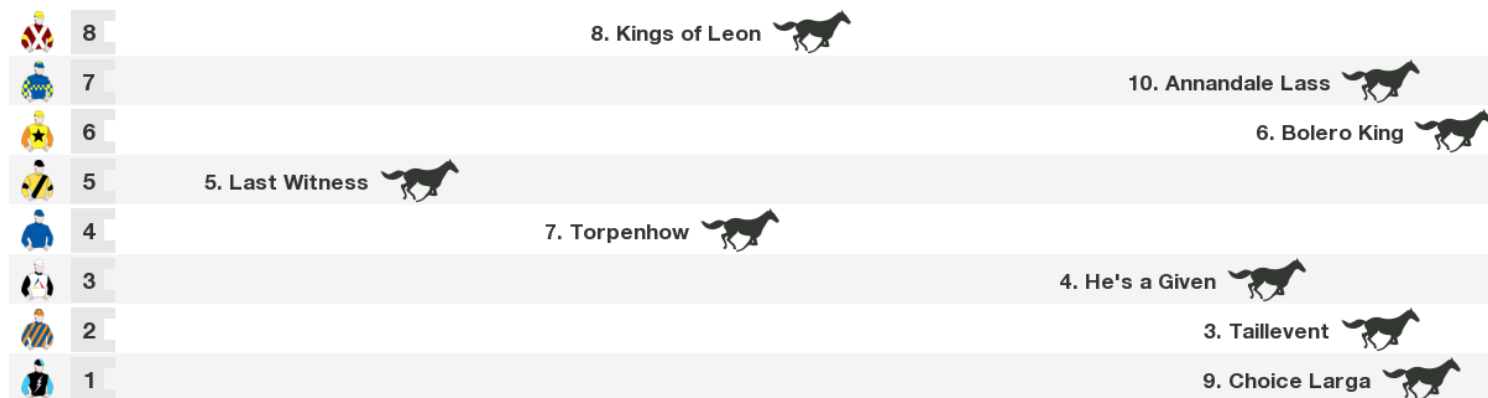 8 8. Kings of Leon
7 10. Annandale Lass
6 6. Bolero King
5 5. Last Witness
4 7. Torpenhow
3 4. He's a Given
2 3. Taillevent
1 9. Choice Larga